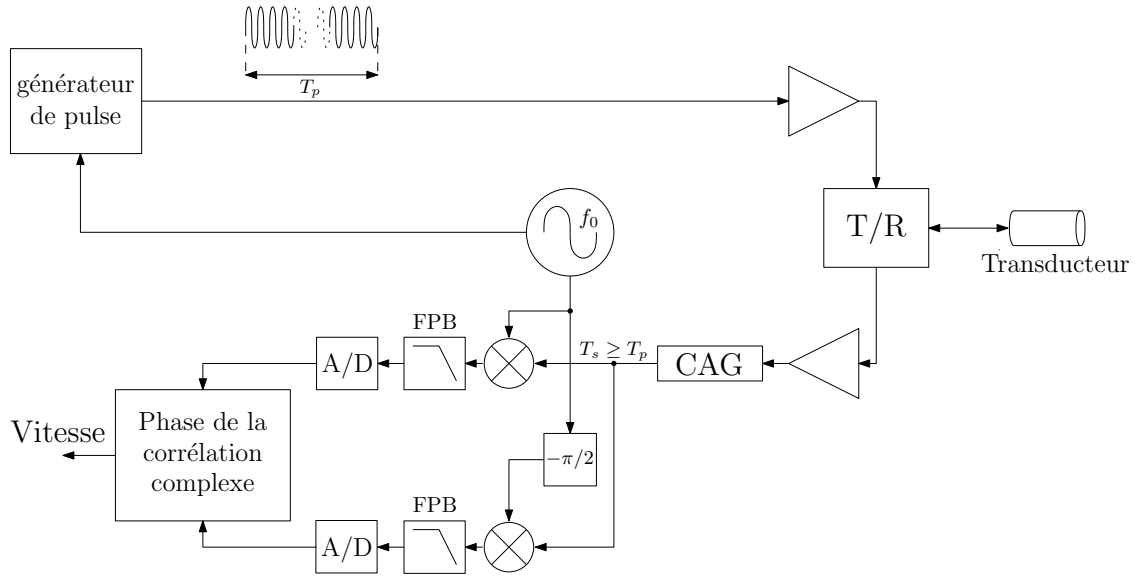 générateur
de pulse
T_p
f_0
T/R
Transducteur
FPB
T_s ≥ T_p
CAG
A/D
Vitesse
Phase de la
corrélation
complexe
−π/2
FPB
A/D